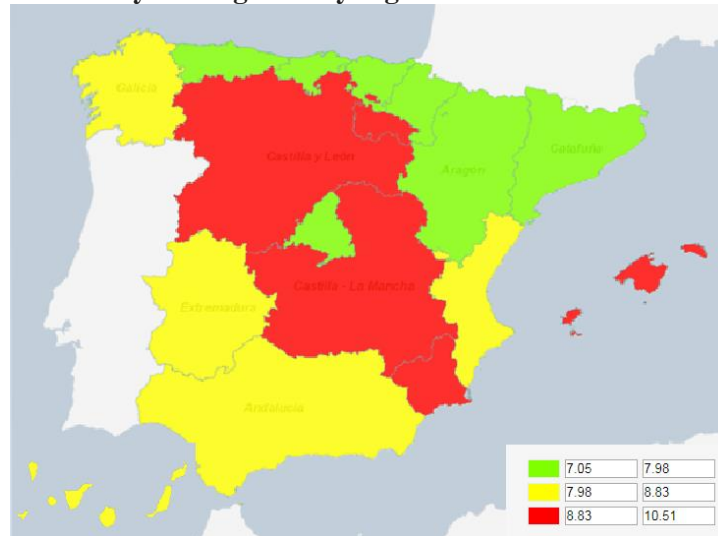 Galicia
Castilla y León
Aragón
Cataluña
Castilla - La Mancha
Extremadura
Andalucía
7.05 7.98
7.98 8.83
8.83 10.51